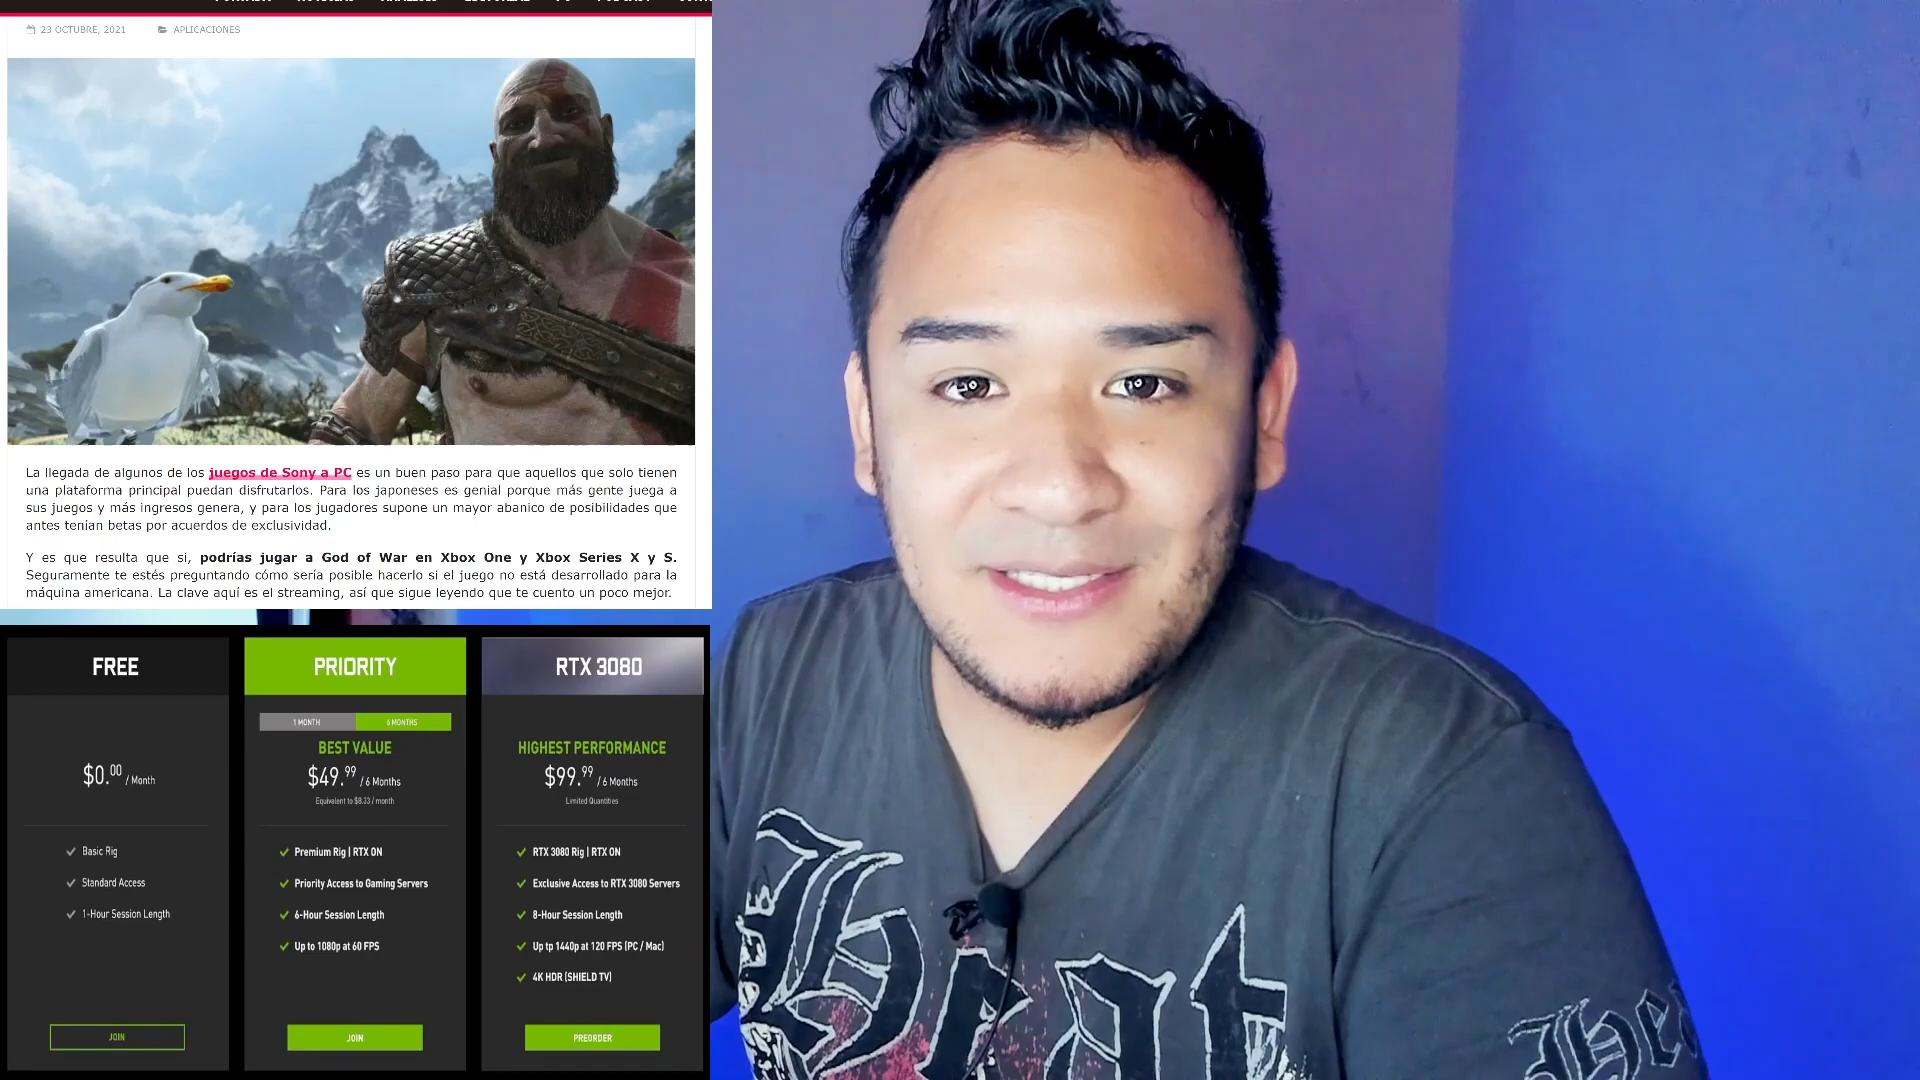 23 OCTUBRE, 2021
APLICACIONES
La llegada de algunos de los juegos de Sony a PC es un buen paso para que aquellos que solo tienen
una plataforma principal puedan disfrutarlos. Para los japoneses es genial porque más gente juega a
sus juegos y más ingresos genera, y para los jugadores supone un mayor abanico de posibilidades que
antes tenían betas por acuerdos de exclusividad.
Y es que resulta que si, podrías jugar a God of War en Xbox One y Xbox Series X y S.
Seguramente te estés preguntando cómo sería posible hacerlo si el juego no está desarrollado para la
máquina americana. La clave aquí es el streaming, así que sigue leyendo que te cuento un poco mejor.
FREE
$0.00 / Month
Basic Rig
Standard Access
1-Hour Session Length
JOIN
PRIORITY
1 MONTH
6 MONTHS
BEST VALUE
$49.99 / 6 Months
Equivalent to $8.33 / month
Premium Rig | RTX ON
Priority Access to Gaming Servers
6-Hour Session Length
Up to 1080p at 60 FPS
JOIN
RTX 3080
HIGHEST PERFORMANCE
$99.99 / 6 Months
Limited Quantities
RTX 3080 Rig | RTX ON
Exclusive Access to RTX 3080 Servers
8-Hour Session Length
Up tp 1440p at 120 FPS (PC / Mac)
4K HDR (SHIELD TV)
PREORDER